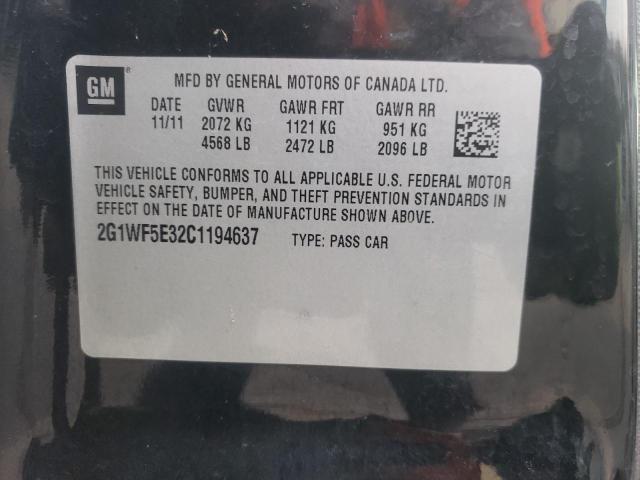 GM
MFD BY GENERAL MOTORS OF CANADA LTD.
DATE GVWR GAWR FRT GAWR RR
11/11 2072 KG 1121 KG 951 KG
4568 LB 2472 LB 2096 LB
THIS VEHICLE CONFORMS TO ALL APPLICABLE U.S. FEDERAL MOTOR
VEHICLE SAFETY, BUMPER, AND THEFT PREVENTION STANDARDS IN
EFFECT ON THE DATE OF MANUFACTURE SHOWN ABOVE.
2G1WF5E32C1194637 TYPE: PASS CAR